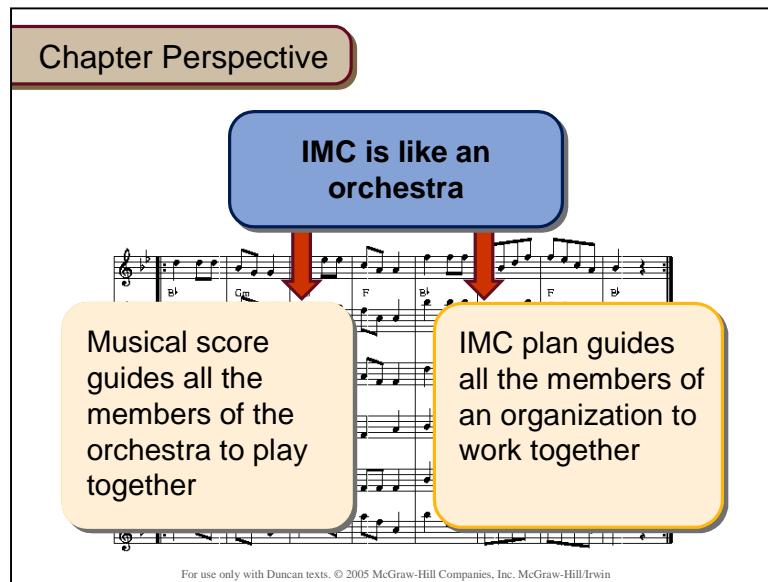 Chapter Perspective
IMC is like an
orchestra
B♭ Gm F B♭ F B♭
Musical score
guides all the
members of the
orchestra to play
together
IMC plan guides
all the members of
an organization to
work together
For use only with Duncan texts. © 2005 McGraw-Hill Companies, Inc. McGraw-Hill/Irwin